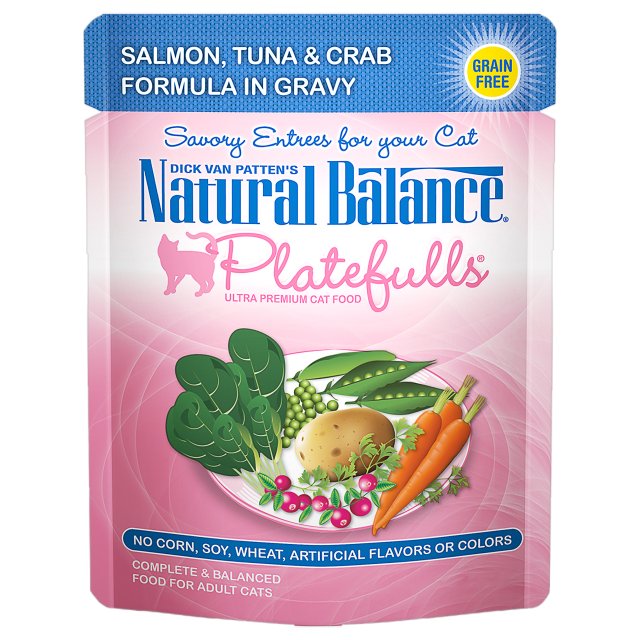 SALMON, TUNA & CRAB
FORMULA IN GRAVY
GRAIN
FREE
Savory Entrees for your Cat
DICK VAN PATTEN'S
Natural Balance®
Platefulls®
ULTRA PREMIUM CAT FOOD
NO CORN, SOY, WHEAT, ARTIFICIAL FLAVORS OR COLORS
COMPLETE & BALANCED
FOOD FOR ADULT CATS